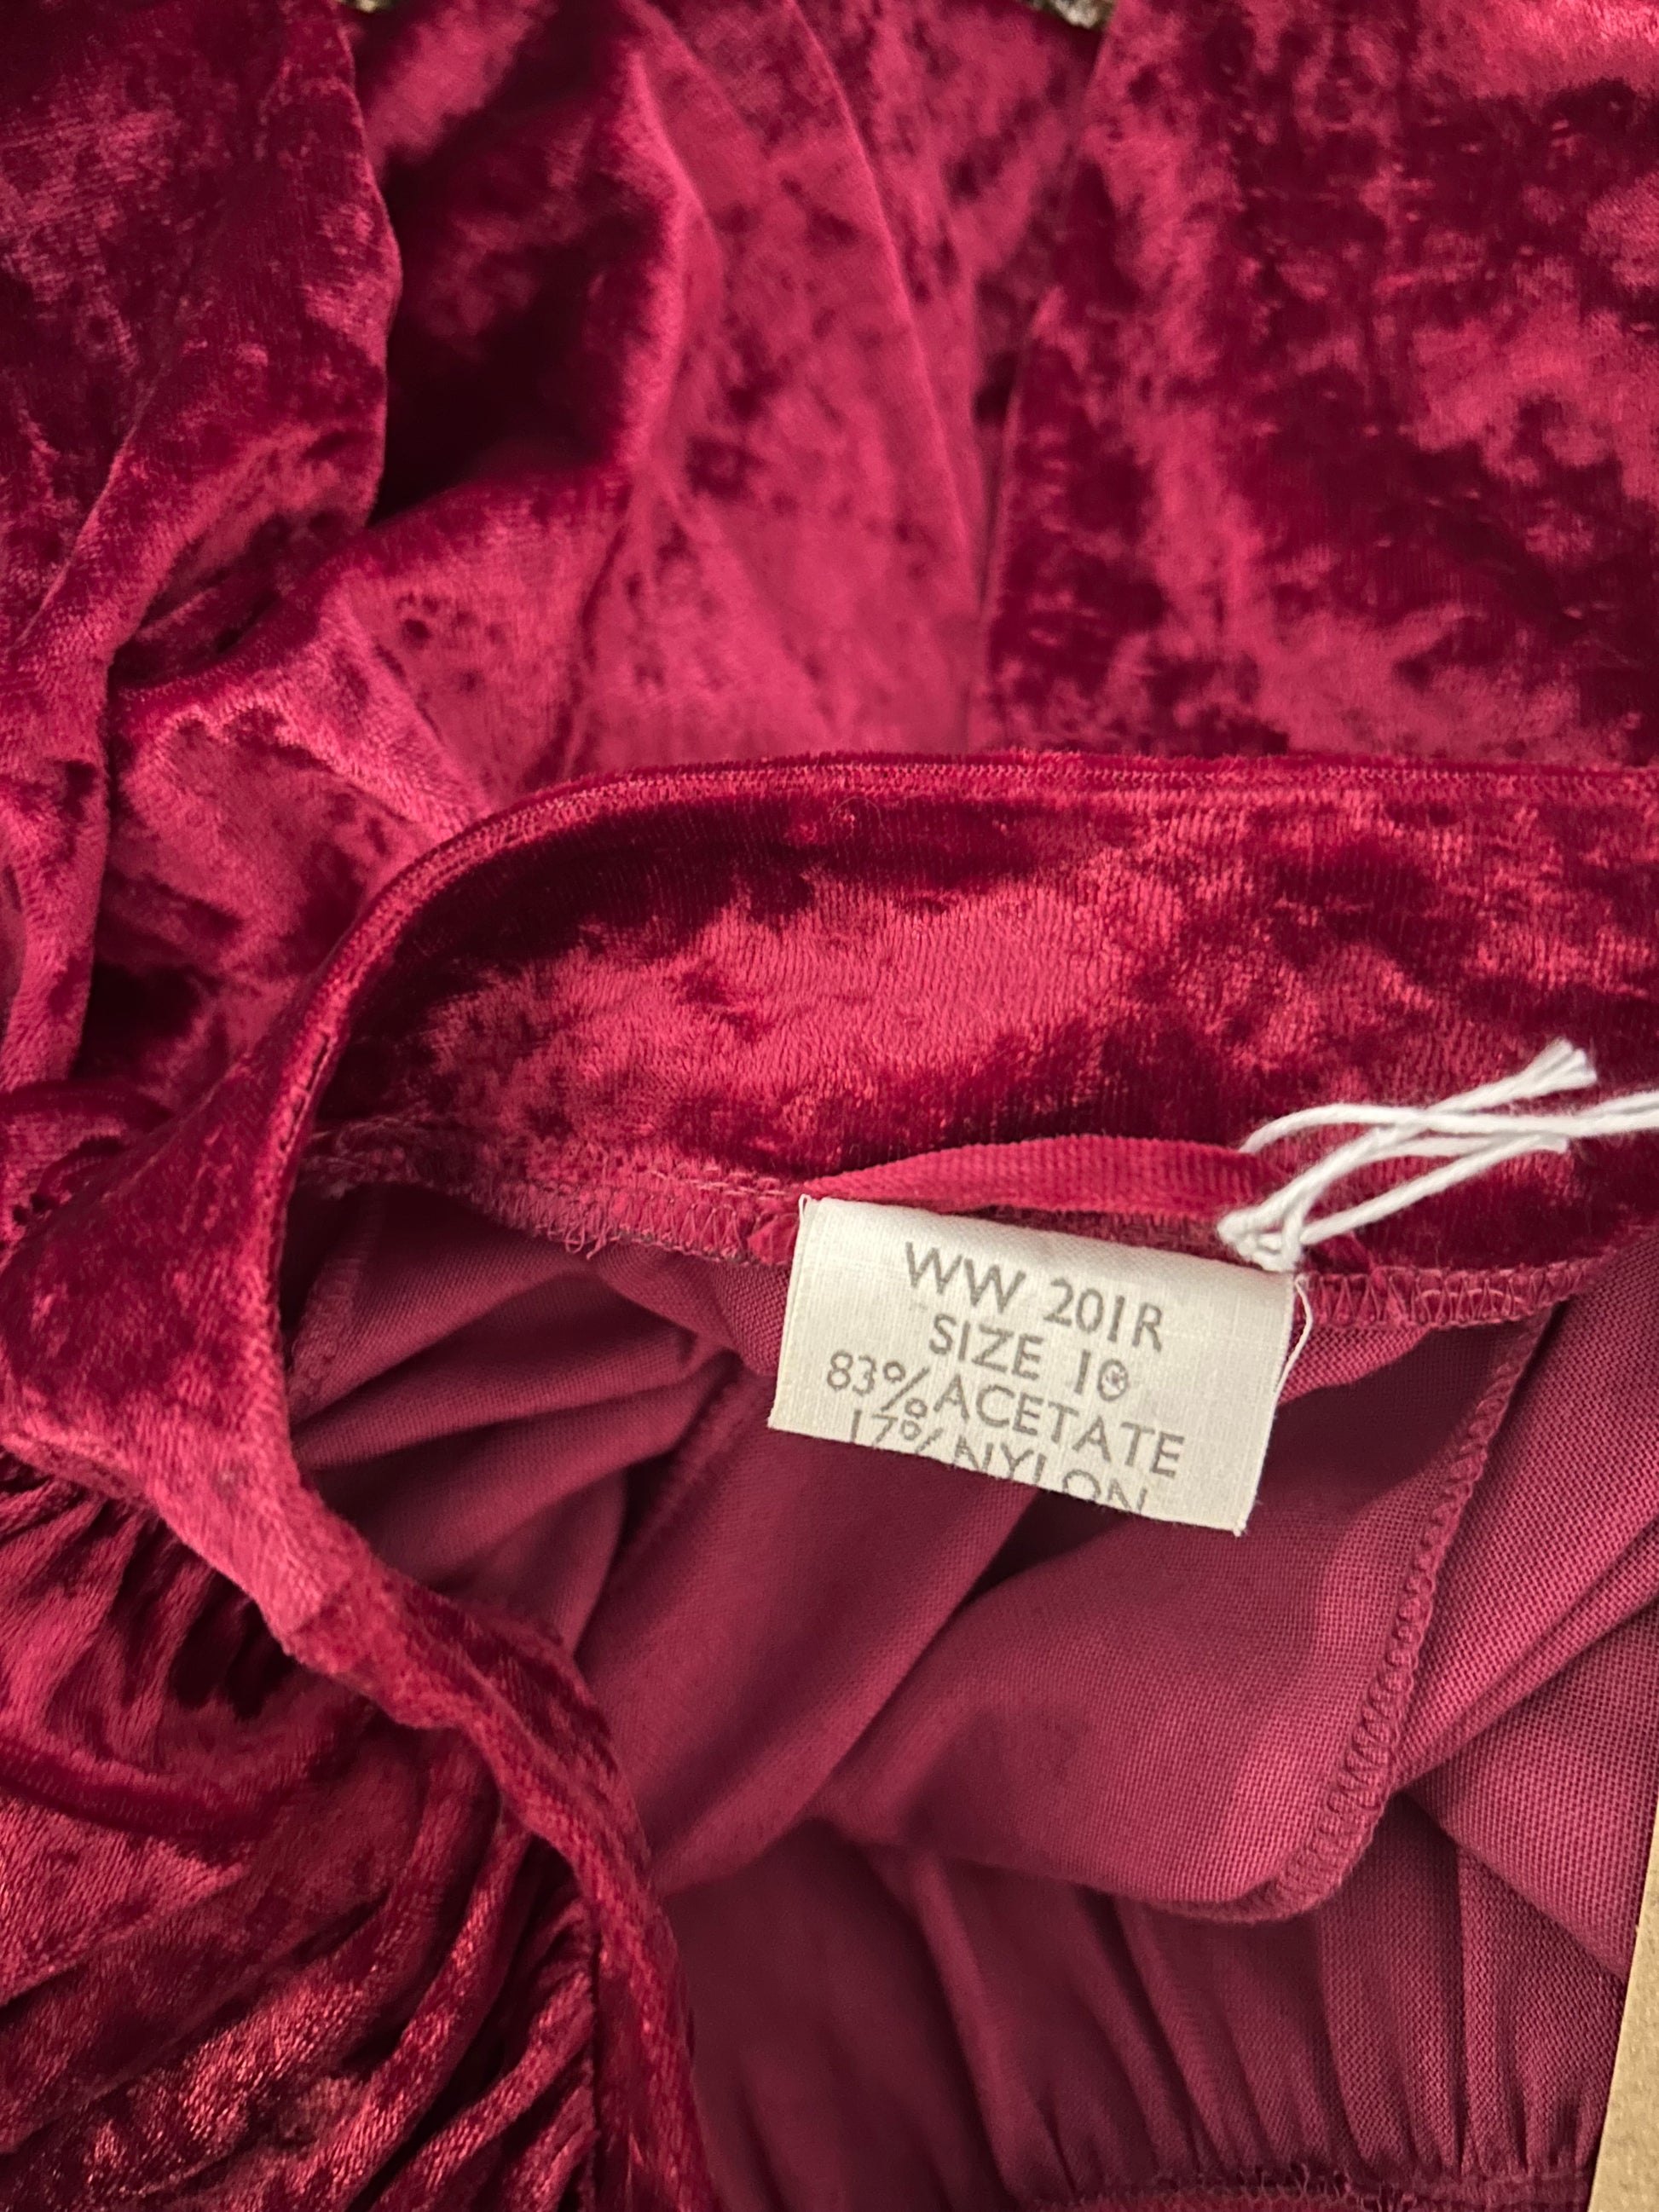 WW 201R
SIZE 10
83% ACETATE
17% NYLON